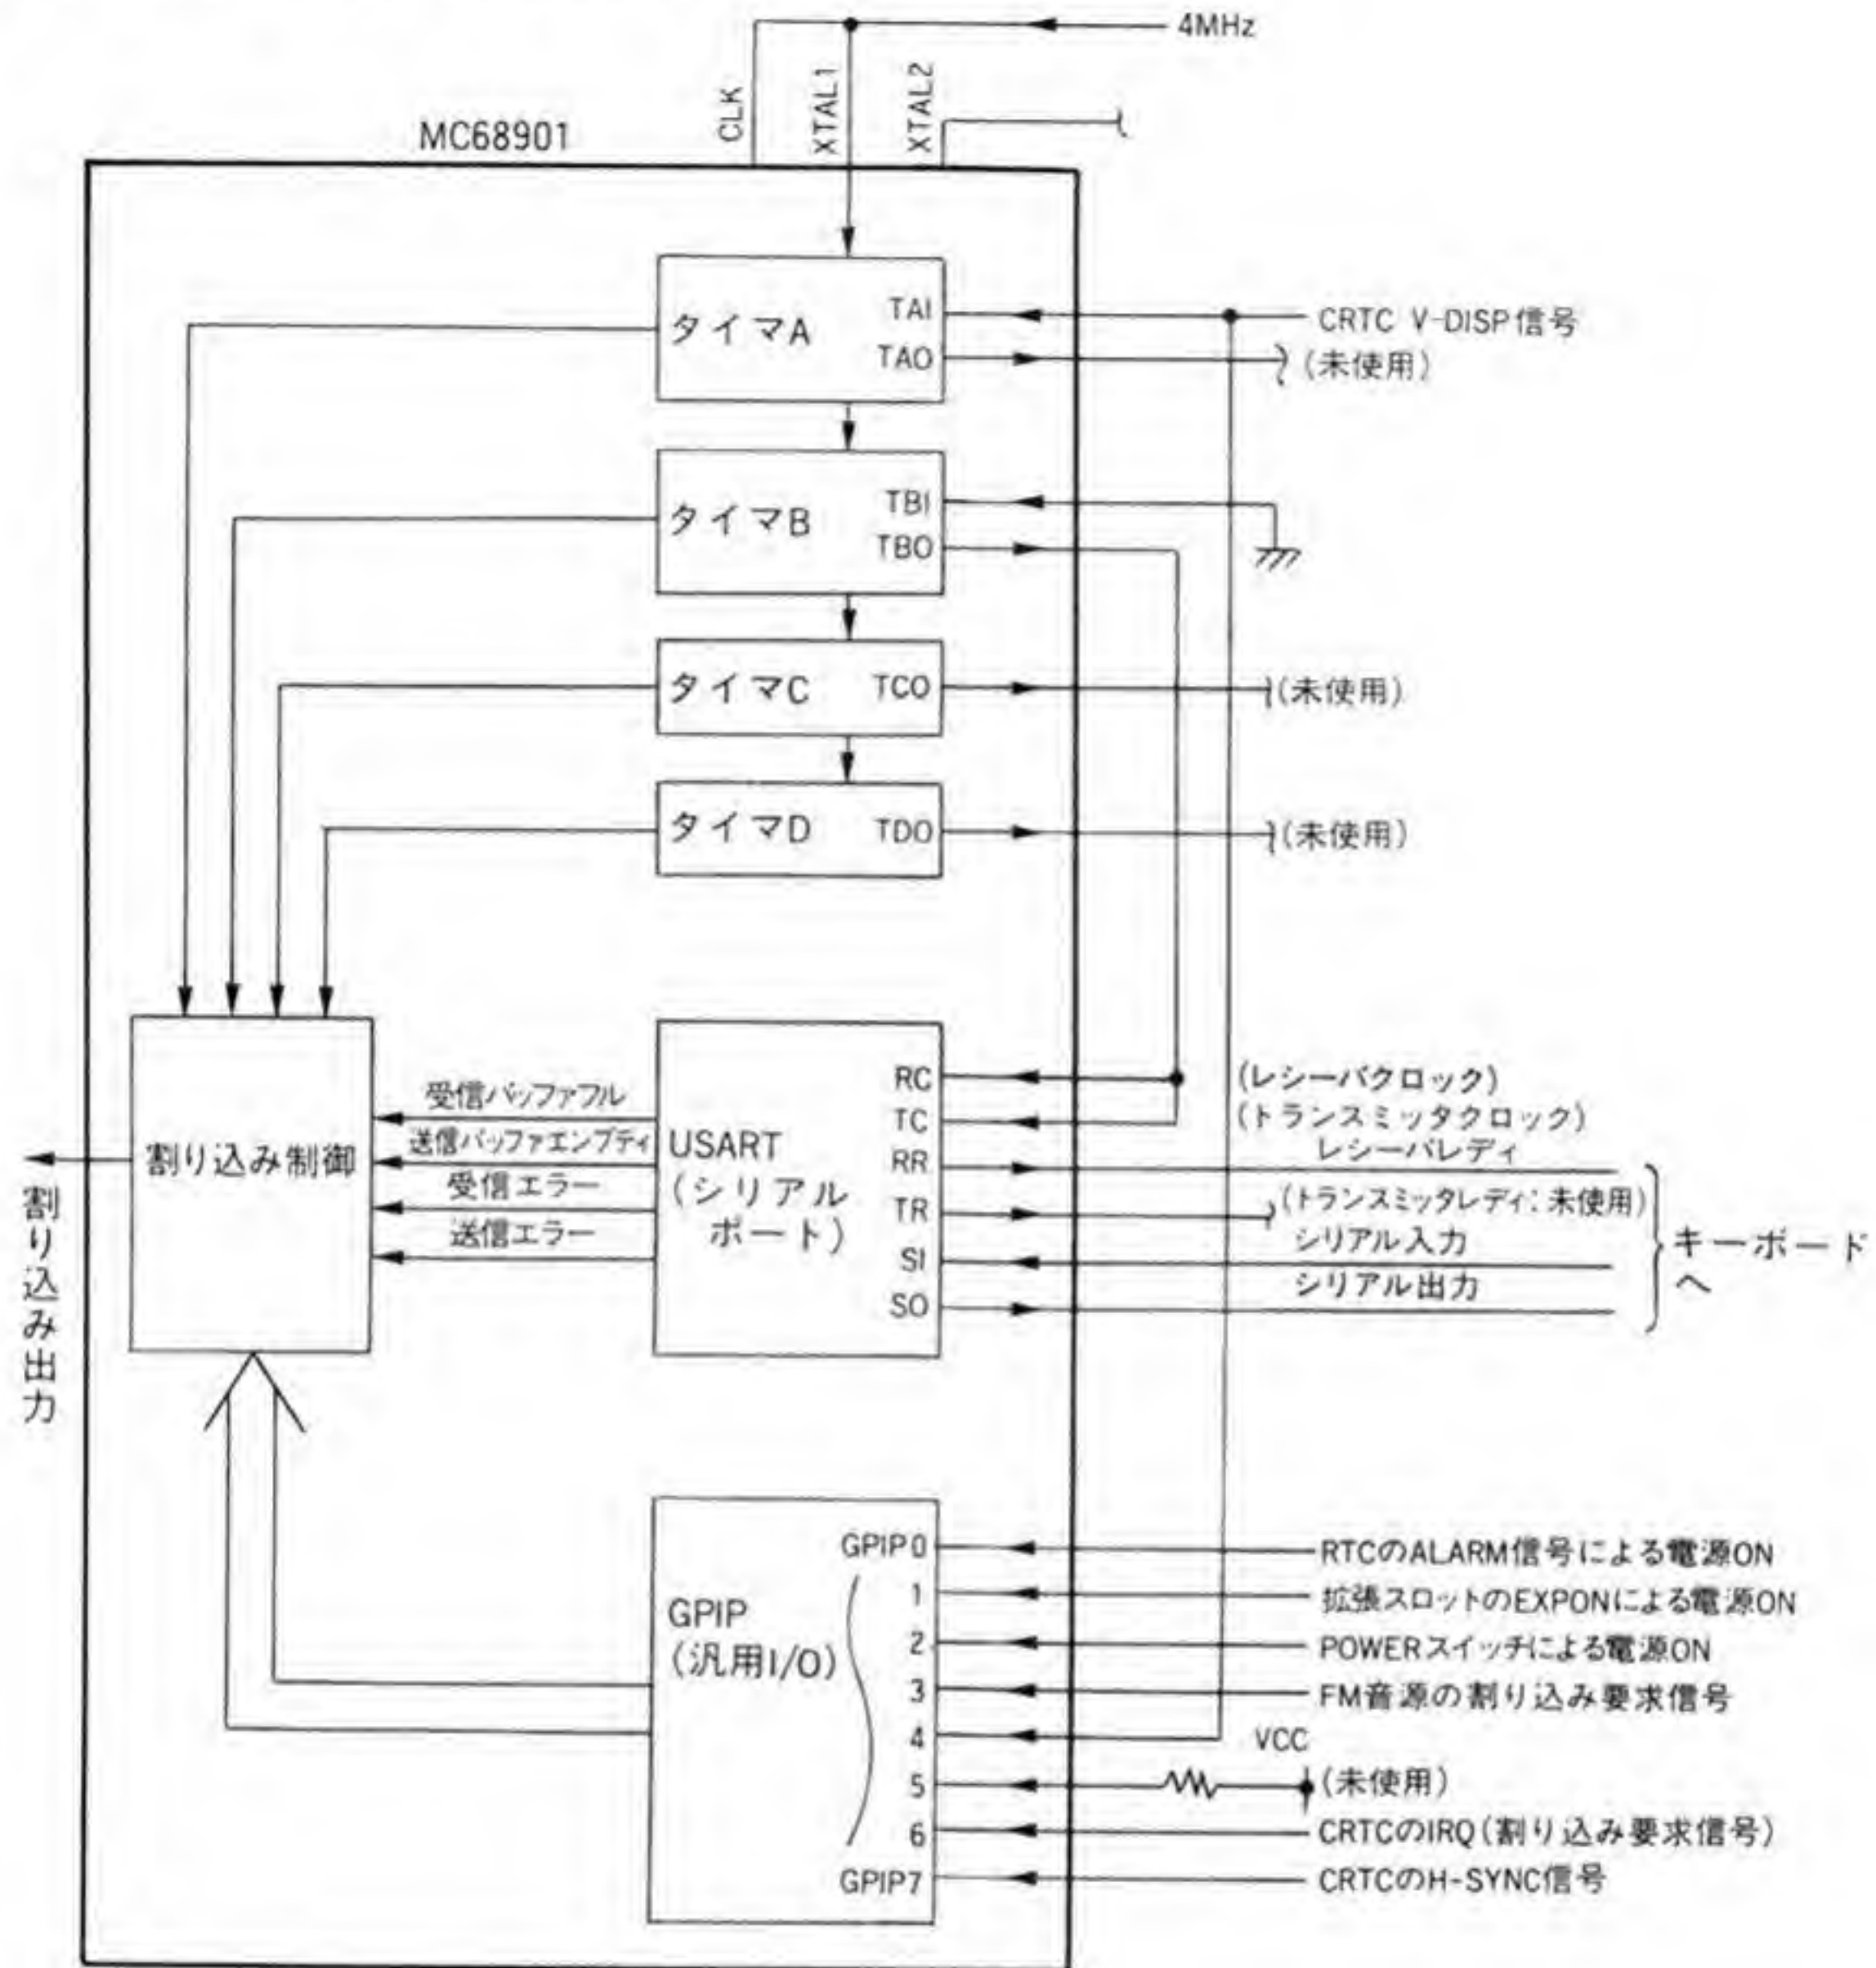 4MHz
CLK
XTAL1
XTAL2
MC68901
タイマA
TAI
TAO
CRTC V-DISP信号
(未使用)
タイマB
TBI
TBO
タイマC
TCO
(未使用)
タイマD
TDO
(未使用)
割り込み制御
割り込み出力
受信バッファフル
送信バッファエンプティ
受信エラー
送信エラー
USART
(シリアル
ポート)
RC
TC
RR
TR
SI
SO
(レシーバクロック)
(トランスミッタクロック)
レシーバレディ
(トランスミッタレディ:未使用)
シリアル入力
シリアル出力
キーボード
へ
GPIP
(汎用I/O)
GPIP0
1
2
3
4
5
6
GPIP7
RTCのALARM信号による電源ON
拡張スロットのEXPONによる電源ON
POWERスイッチによる電源ON
FM音源の割り込み要求信号
VCC
(未使用)
CRTCのIRQ(割り込み要求信号)
CRTCのH-SYNC信号